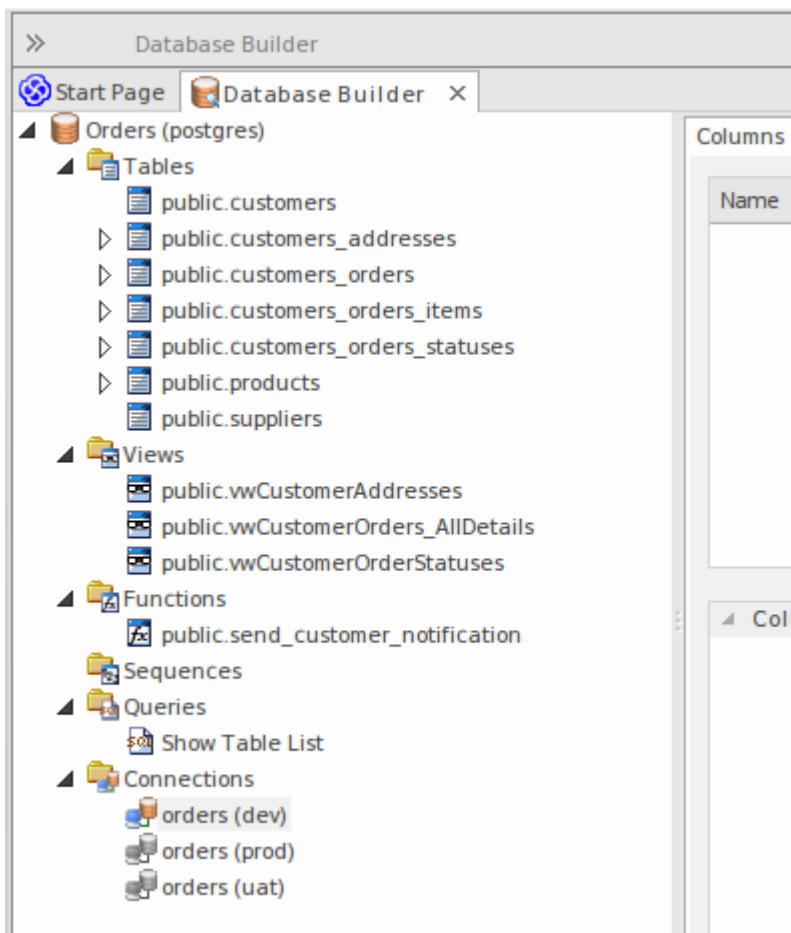 Database Builder
Start Page Database Builder
Orders (postgres)
Columns
Tables
Name
public.customers
public.customers_addresses
public.customers_orders
public.customers_orders_items
public.customers_orders_statuses
public.products
public.suppliers
Views
public.vwCustomerAddresses
public.vwCustomerOrders_AllDetails
public.vwCustomerOrderStatuses
Functions
public.send_customer_notification
Col
Sequences
Queries
Show Table List
Connections
orders (dev)
orders (prod)
orders (uat)